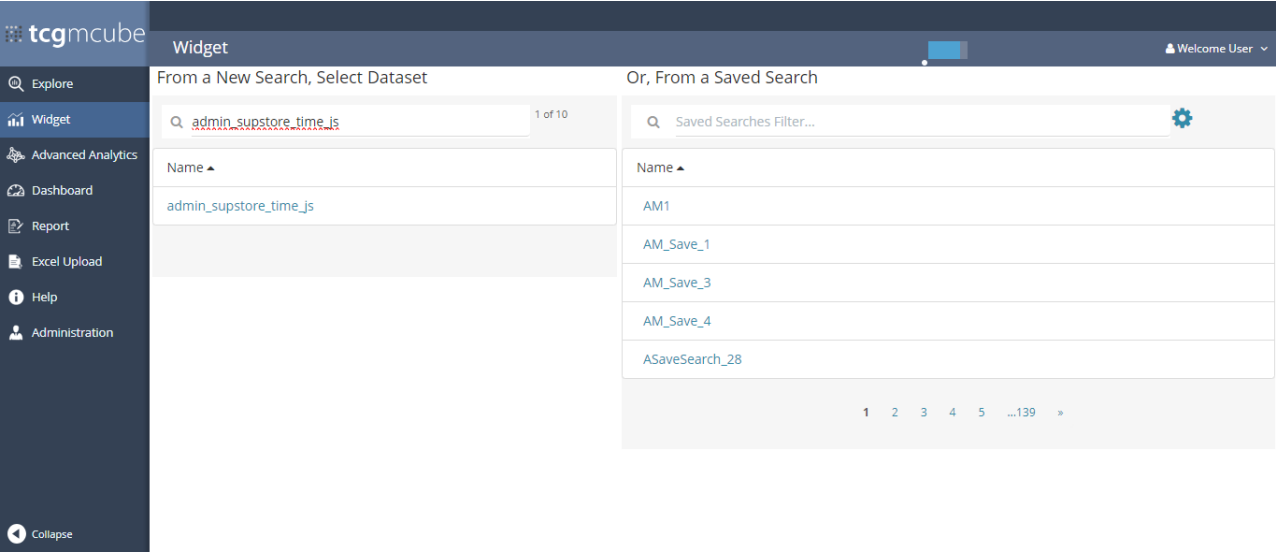 tcgmcube
Widget
Welcome User
Explore
Widget
Advanced Analytics
Dashboard
Report
Excel Upload
Help
Administration
Collapse
From a New Search, Select Dataset
admin_supstore_time_js
1 of 10
Name
admin_supstore_time_js
Or, From a Saved Search
Saved Searches Filter...
Name
AM1
AM_Save_1
AM_Save_3
AM_Save_4
ASaveSearch_28
1 2 3 4 5 ...139 »